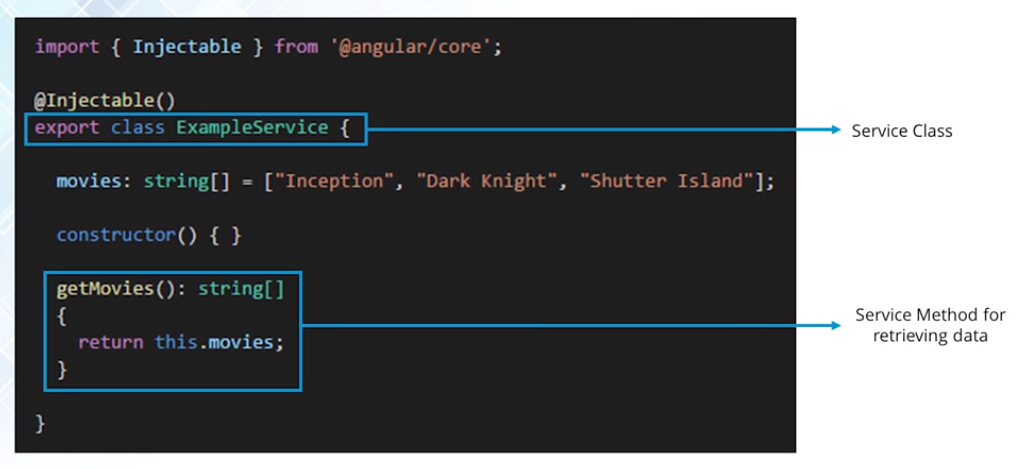 import { Injectable } from '@angular/core';
@Injectable()
export class ExampleService {
Service Class
movies: string[] = ["Inception", "Dark Knight", "Shutter Island"];
constructor() { }
getMovies(): string[]
{
return this.movies;
}
Service Method for
retrieving data
}